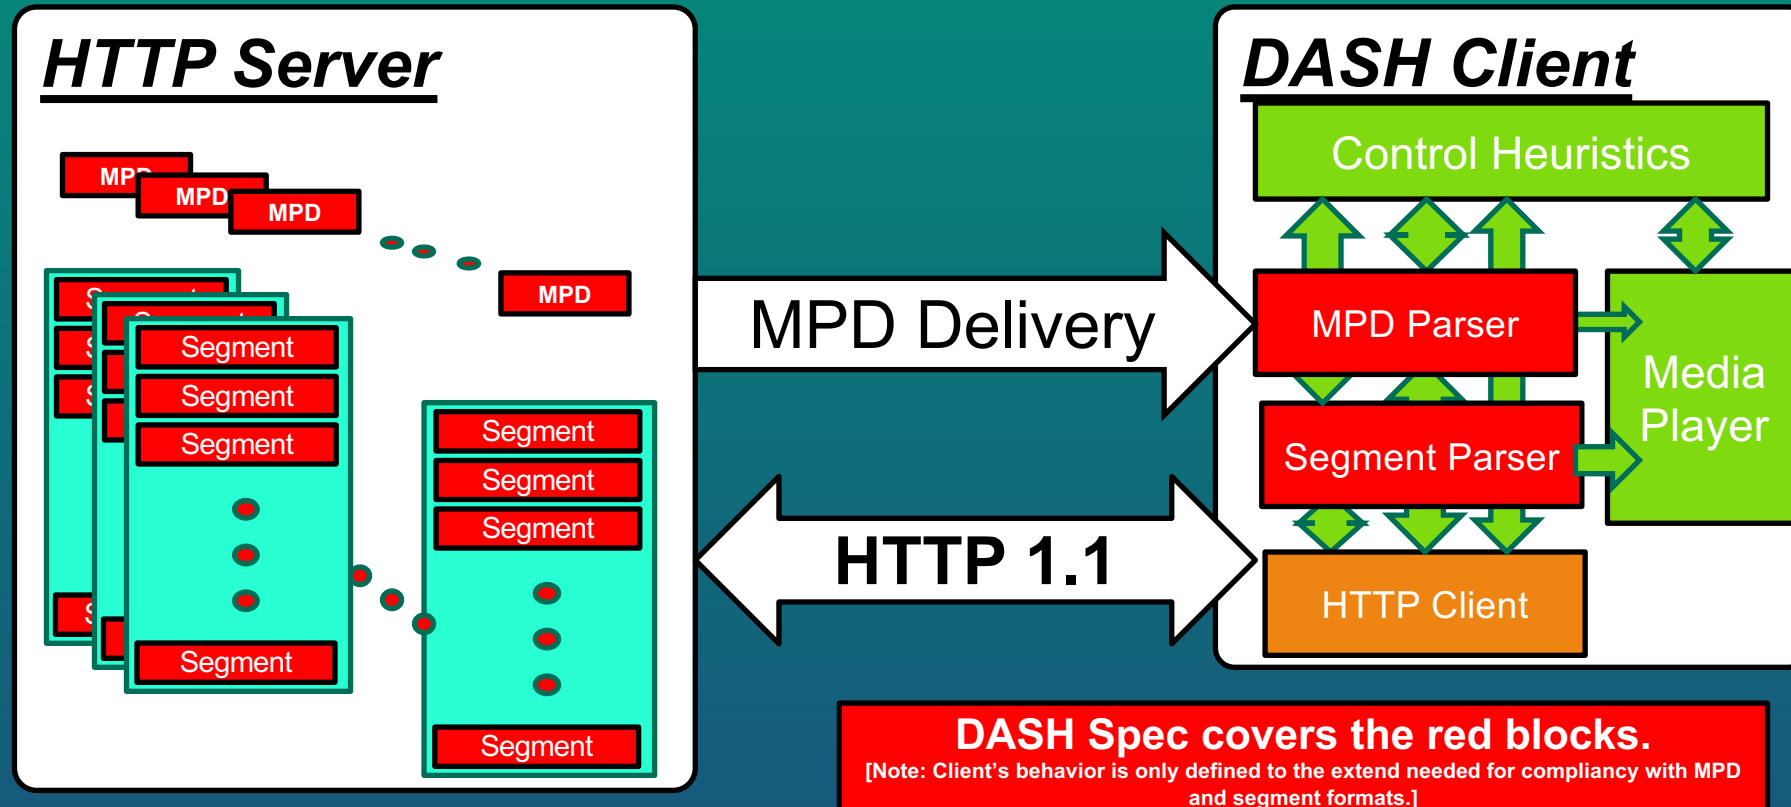 HTTP Server
MPD
MPD
MPD
MPD
Segment
Segment
Segment
Segment
Segment
Segment
Segment
Segment
MPD Delivery
HTTP 1.1
DASH Client
Control Heuristics
MPD Parser
Segment Parser
Media
Player
HTTP Client
DASH Spec covers the red blocks.
[Note: Client's behavior is only defined to the extend needed for compliancy with MPD
and segment formats.]